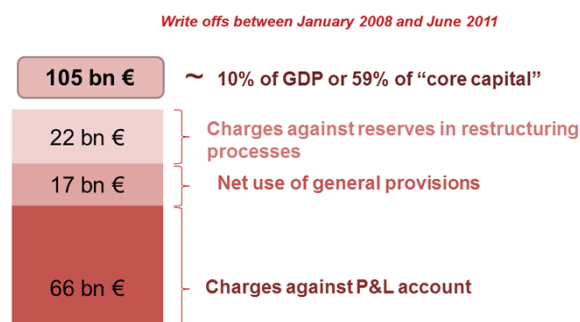 Write offs between January 2008 and June 2011
105 bn € ~ 10% of GDP or 59% of “core capital”
22 bn € Charges against reserves in restructuring
processes
17 bn € Net use of general provisions
66 bn € Charges against P&L account